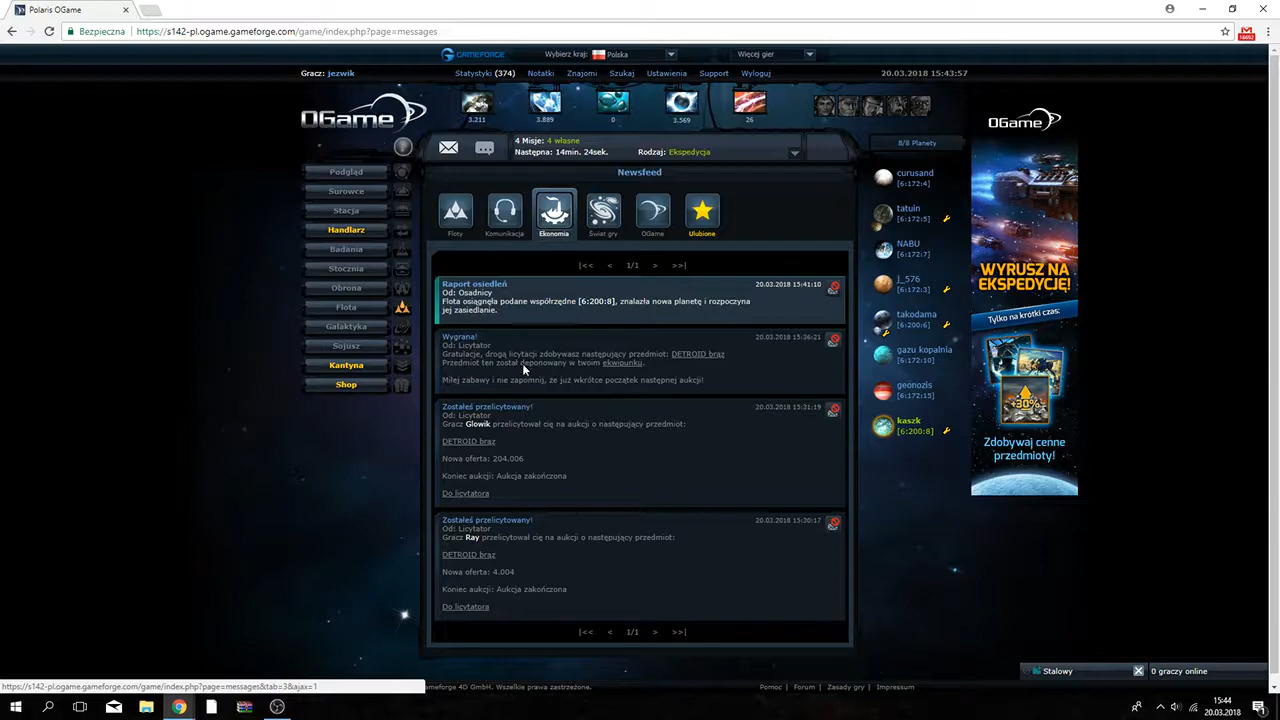 Polaris OGame
Bezpieczna
https://s142-pl.ogame.gameforge.com/game/index.php?page=messages
GAMEFORGE
Wybierz kraj:
Polska
Więcej gier
Gracz: jezwik
Statystyki (374)
Notatki
Znajomi
Szukaj
Ustawienia
Support
Wyloguj
20.03.2018 15:43:57
OGame
3.211
3.889
0
3.569
26
4 Misje: 4 własne
Następna: 14min. 24sek.
Rodzaj: Ekspedycja
8/8 Planety
Newsfeed
Podgląd
Surowce
Stacja
Handlarz
Badania
Stocznia
Obrona
Flota
Galaktyka
Sojusz
Kantyna
Shop
Floty
Komunikacja
Ekonomia
Świat gry
OGame
Ulubione
|<< < 1/1 > >>|
Raport osiedleń
20.03.2018 15:41:10
Od: Osadnicy
Flota osiągnęła podane współrzędne [6:200:8], znalazła nowa planetę i rozpoczyna
jej zasiedlanie.
Wygrana!
20.03.2018 15:36:21
Od: Licytator
Gratulacje, drogą licytacji zdobywasz następujący przedmiot: DETROID brąz
Przedmiot ten został deponowany w twoim ekwipunku.
Miłej zabawy i nie zapomnij, że już wkrótce początek następnej aukcji!
Zostałeś przelicytowany!
20.03.2018 15:31:19
Od: Licytator
Gracz Glowik przelicytował cię na aukcji o następujący przedmiot:
DETROID brąz
Nowa oferta: 204.006
Koniec aukcji: Aukcja zakończona
Do licytatora
Zostałeś przelicytowany!
20.03.2018 15:30:17
Od: Licytator
Gracz Ray przelicytował cię na aukcji o następujący przedmiot:
DETROID brąz
Nowa oferta: 4.004
Koniec aukcji: Aukcja zakończona
Do licytatora
|<< < 1/1 > >>|
curusand
[6:172:4]
tatuin
[6:172:5]
NABU
[6:172:7]
j_576
[6:172:3]
takodama
[6:200:6]
gazu kopalnia
[6:172:10]
geonozis
[6:172:15]
kaszk
[6:200:8]
OGame
WYRUSZ NA
EKSPEDYCJĘ!
Tylko na krótki czas:
+30%
Zdobywaj cenne
przedmioty!
Stalowy
0 graczy online
https://s142-pl.ogame.gameforge.com/game/index.php?page=messages&tab=3&ajax=1
ameforge 4D GmbH. Wszelkie prawa zastrzeżone.
Pomoc | Forum | Zasady gry | Impressum
15:44
20.03.2018